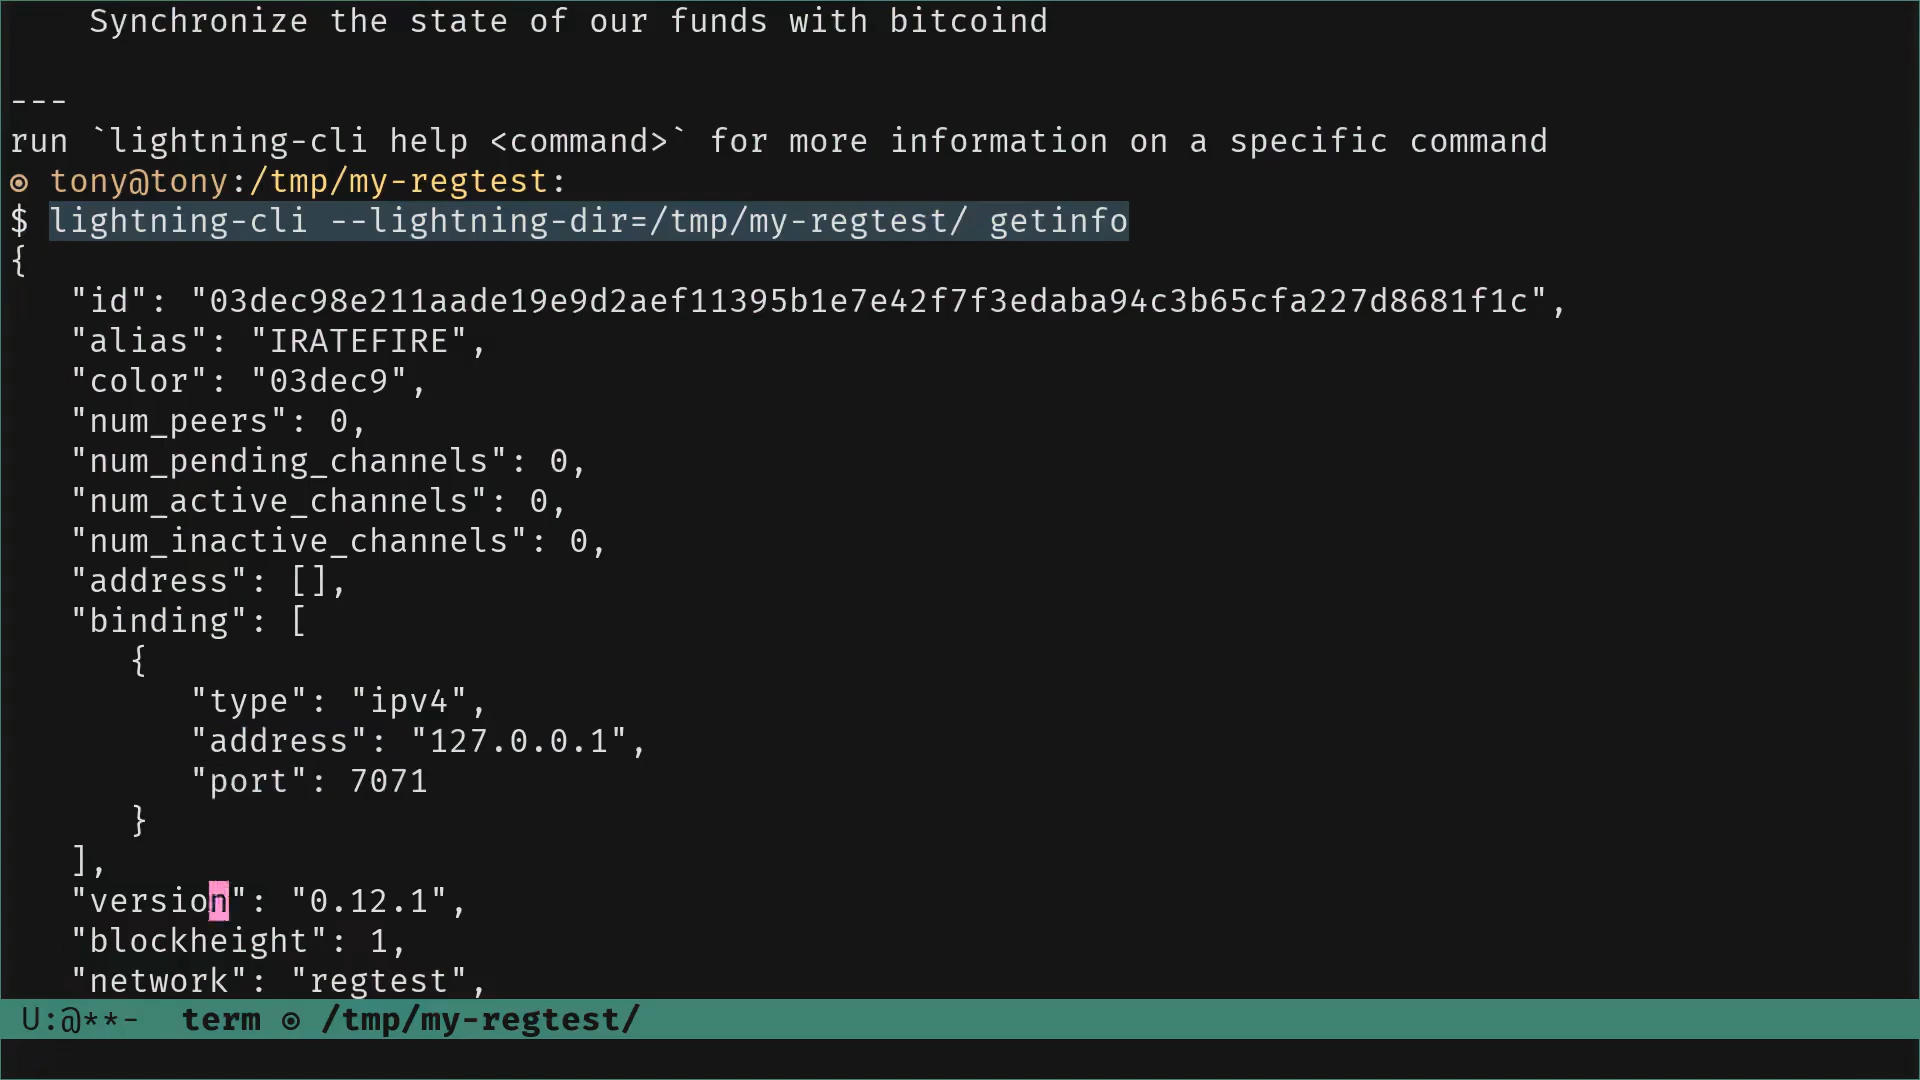 Synchronize the state of our funds with bitcoind
---
run `lightning-cli help <command>` for more information on a specific command
⊙ tony@tony:/tmp/my-regtest:
$ lightning-cli --lightning-dir=/tmp/my-regtest/ getinfo
{
"id": "03dec98e211aade19e9d2aef11395b1e7e42f7f3edaba94c3b65cfa227d8681f1c",
"alias": "IRATEFIRE",
"color": "03dec9",
"num_peers": 0,
"num_pending_channels": 0,
"num_active_channels": 0,
"num_inactive_channels": 0,
"address": [],
"binding": [
{
"type": "ipv4",
"address": "127.0.0.1",
"port": 7071
}
],
"version": "0.12.1",
"blockheight": 1,
"network": "regtest",
U:@**-  term ⊙ /tmp/my-regtest/